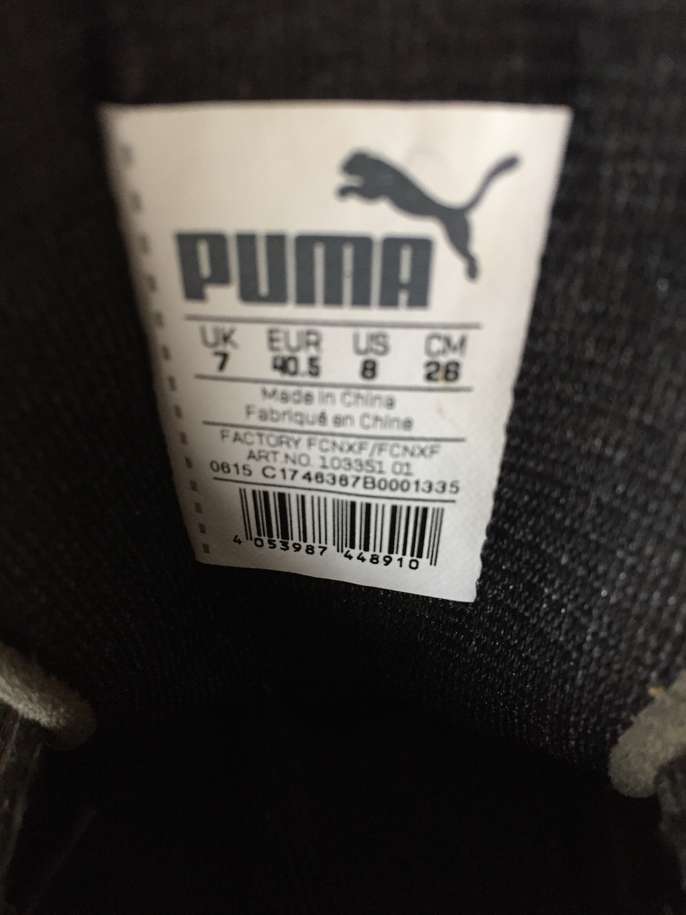 PUMA
UK EUR US CM
7 40.5 8 26
Made in China
Fabriqué en Chine
FACTORY FCNXF/FCNXF
ART.NO. 103351 01
0615 C1746367B0001335
4 053987 448910